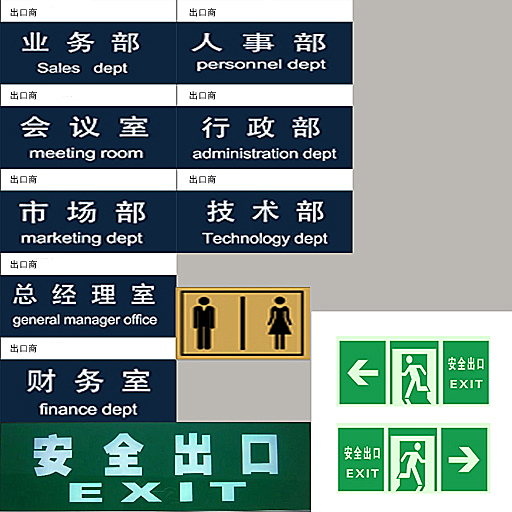 出口商
业务部
Sales dept
出口商
人事部
personnel dept
出口商
会议室
meeting room
出口商
行政部
administration dept
出口商
市场部
marketing dept
出口商
技术部
Technology dept
出口商
总经理室
general manager office
出口商
财务部
finance dept
安全出口
EXIT
安全出口
EXIT
安全出口
EXIT